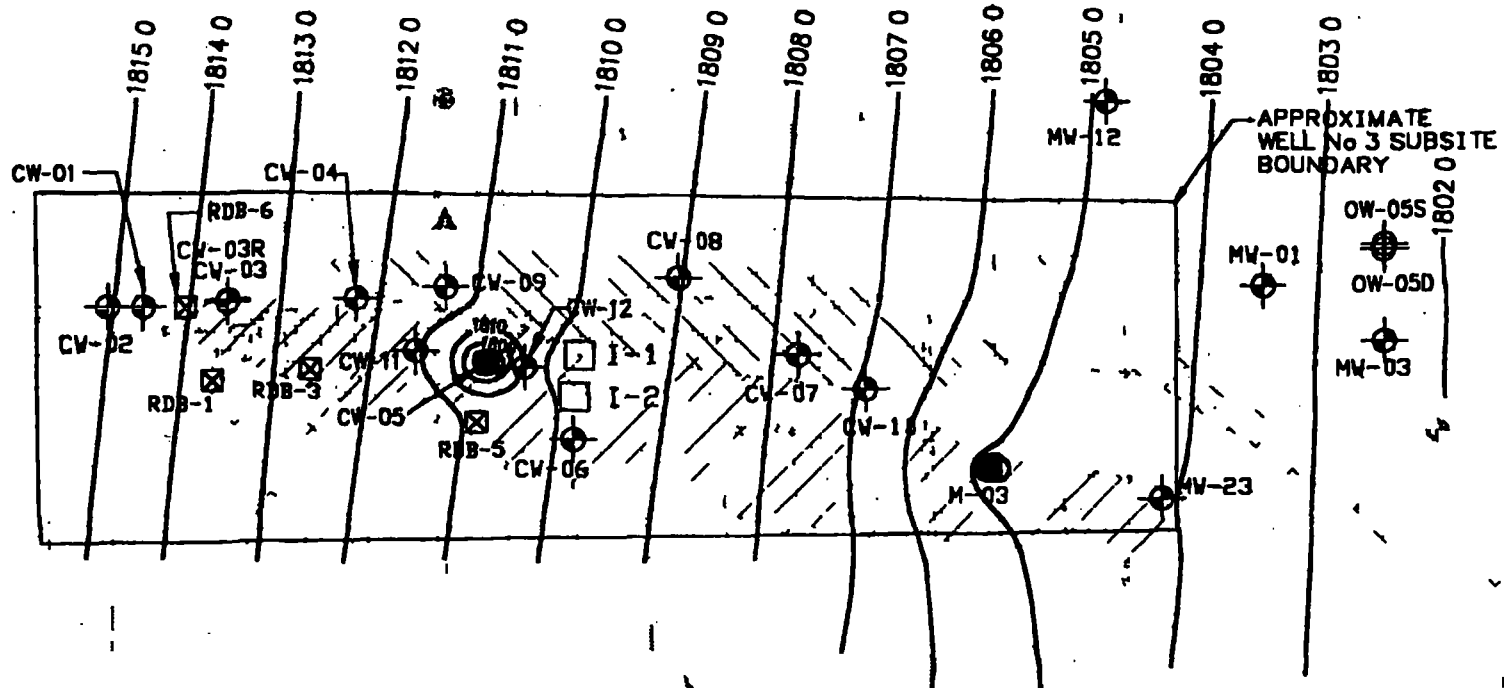 1815 0
1814 0
1813 0
1812 0
1811 0
1810 0
1809 0
1808 0
1807 0
1806 0
1805 0
1804 0
1803 0
MW-12
APPROXIMATE
WELL No 3 SUBSITE
BOUNDARY
1802 0
CW-01
CW-04
RDB-6
OW-05S
CW-03R
CW-03
CW-08
MW-01
CW-09
OW-05D
CW-12
1810
CW-02
CW-11
I-1
MW-03
RDB-1
RDB-3
I-2
CW-07
CW-05
RDB-5
CW-06
M-03
MW-23